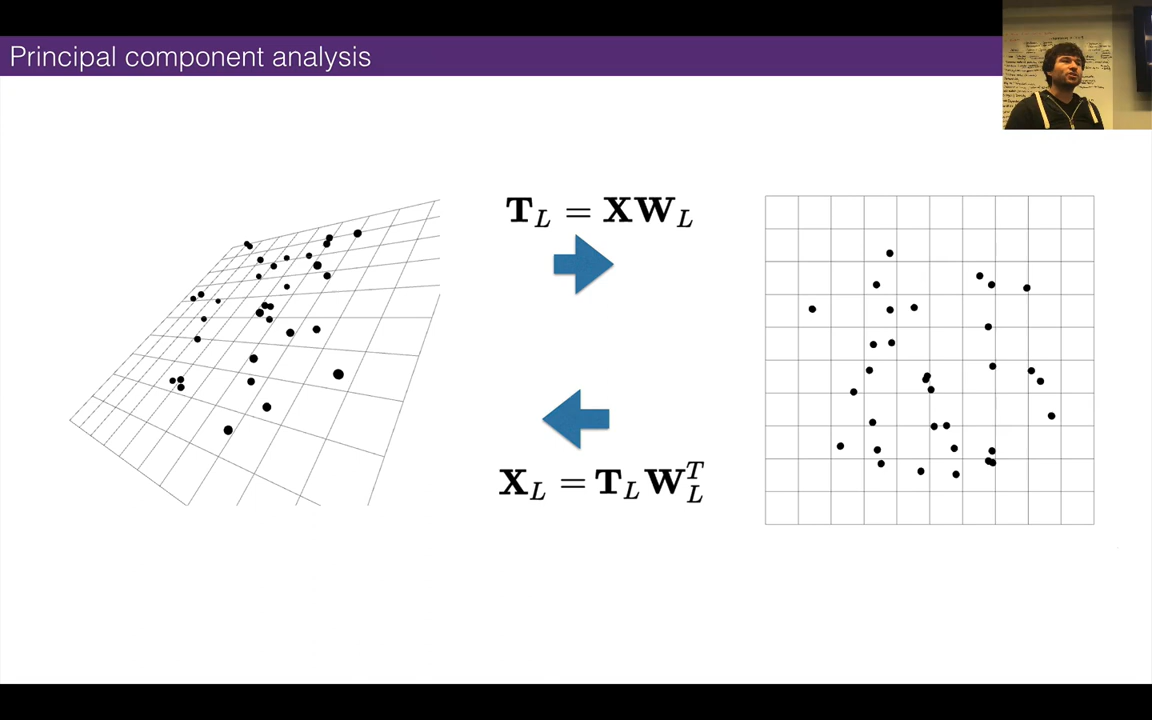 Principal component analysis
T_L = XW_L
X_L = T_L W_L^T